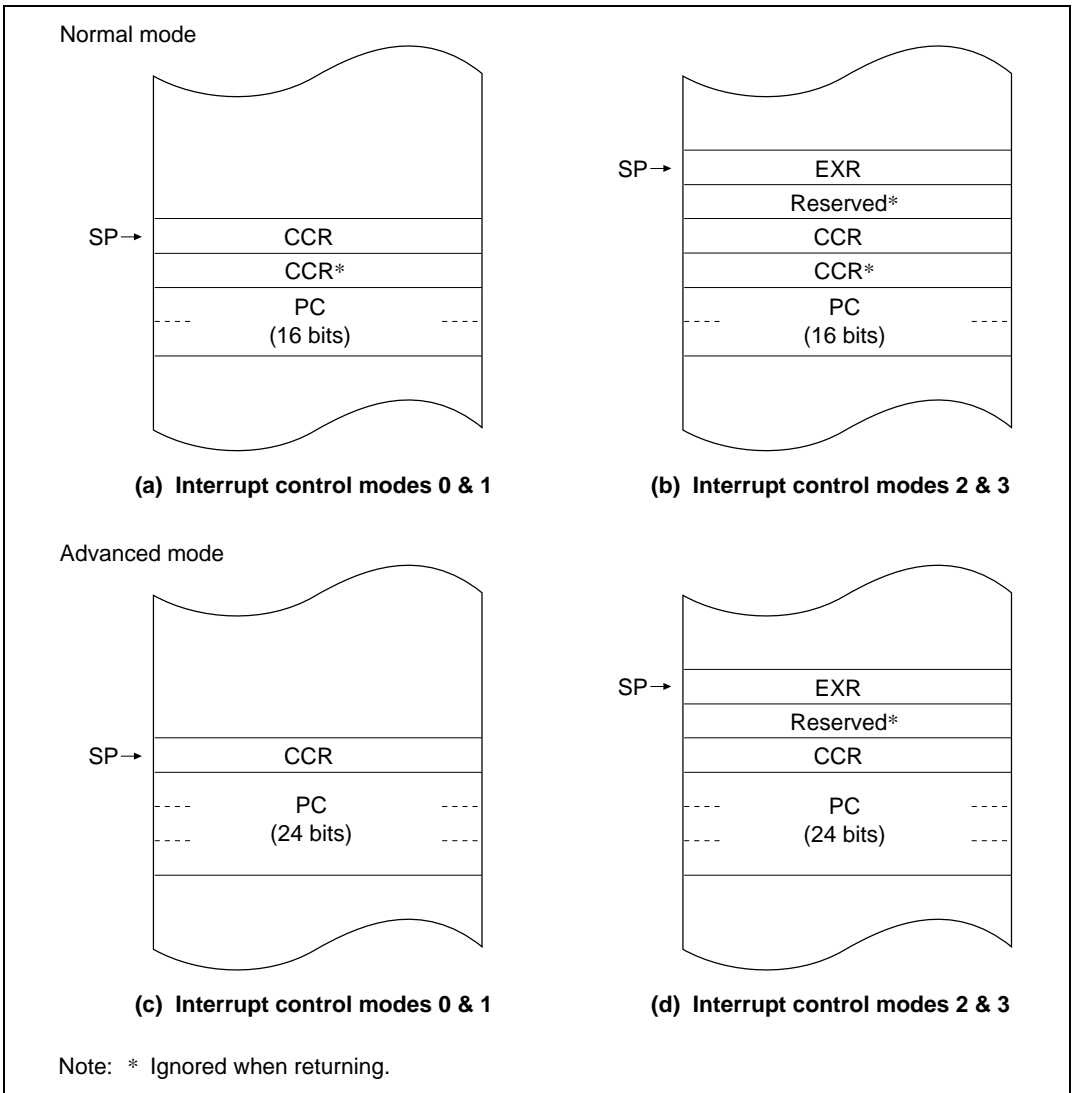 Normal mode
SP→ CCR
CCR*
PC
(16 bits)
(a) Interrupt control modes 0 & 1
SP→ EXR
Reserved*
CCR
CCR*
PC
(16 bits)
(b) Interrupt control modes 2 & 3
Advanced mode
SP→ CCR
PC
(24 bits)
(c) Interrupt control modes 0 & 1
SP→ EXR
Reserved*
CCR
PC
(24 bits)
(d) Interrupt control modes 2 & 3
Note: * Ignored when returning.